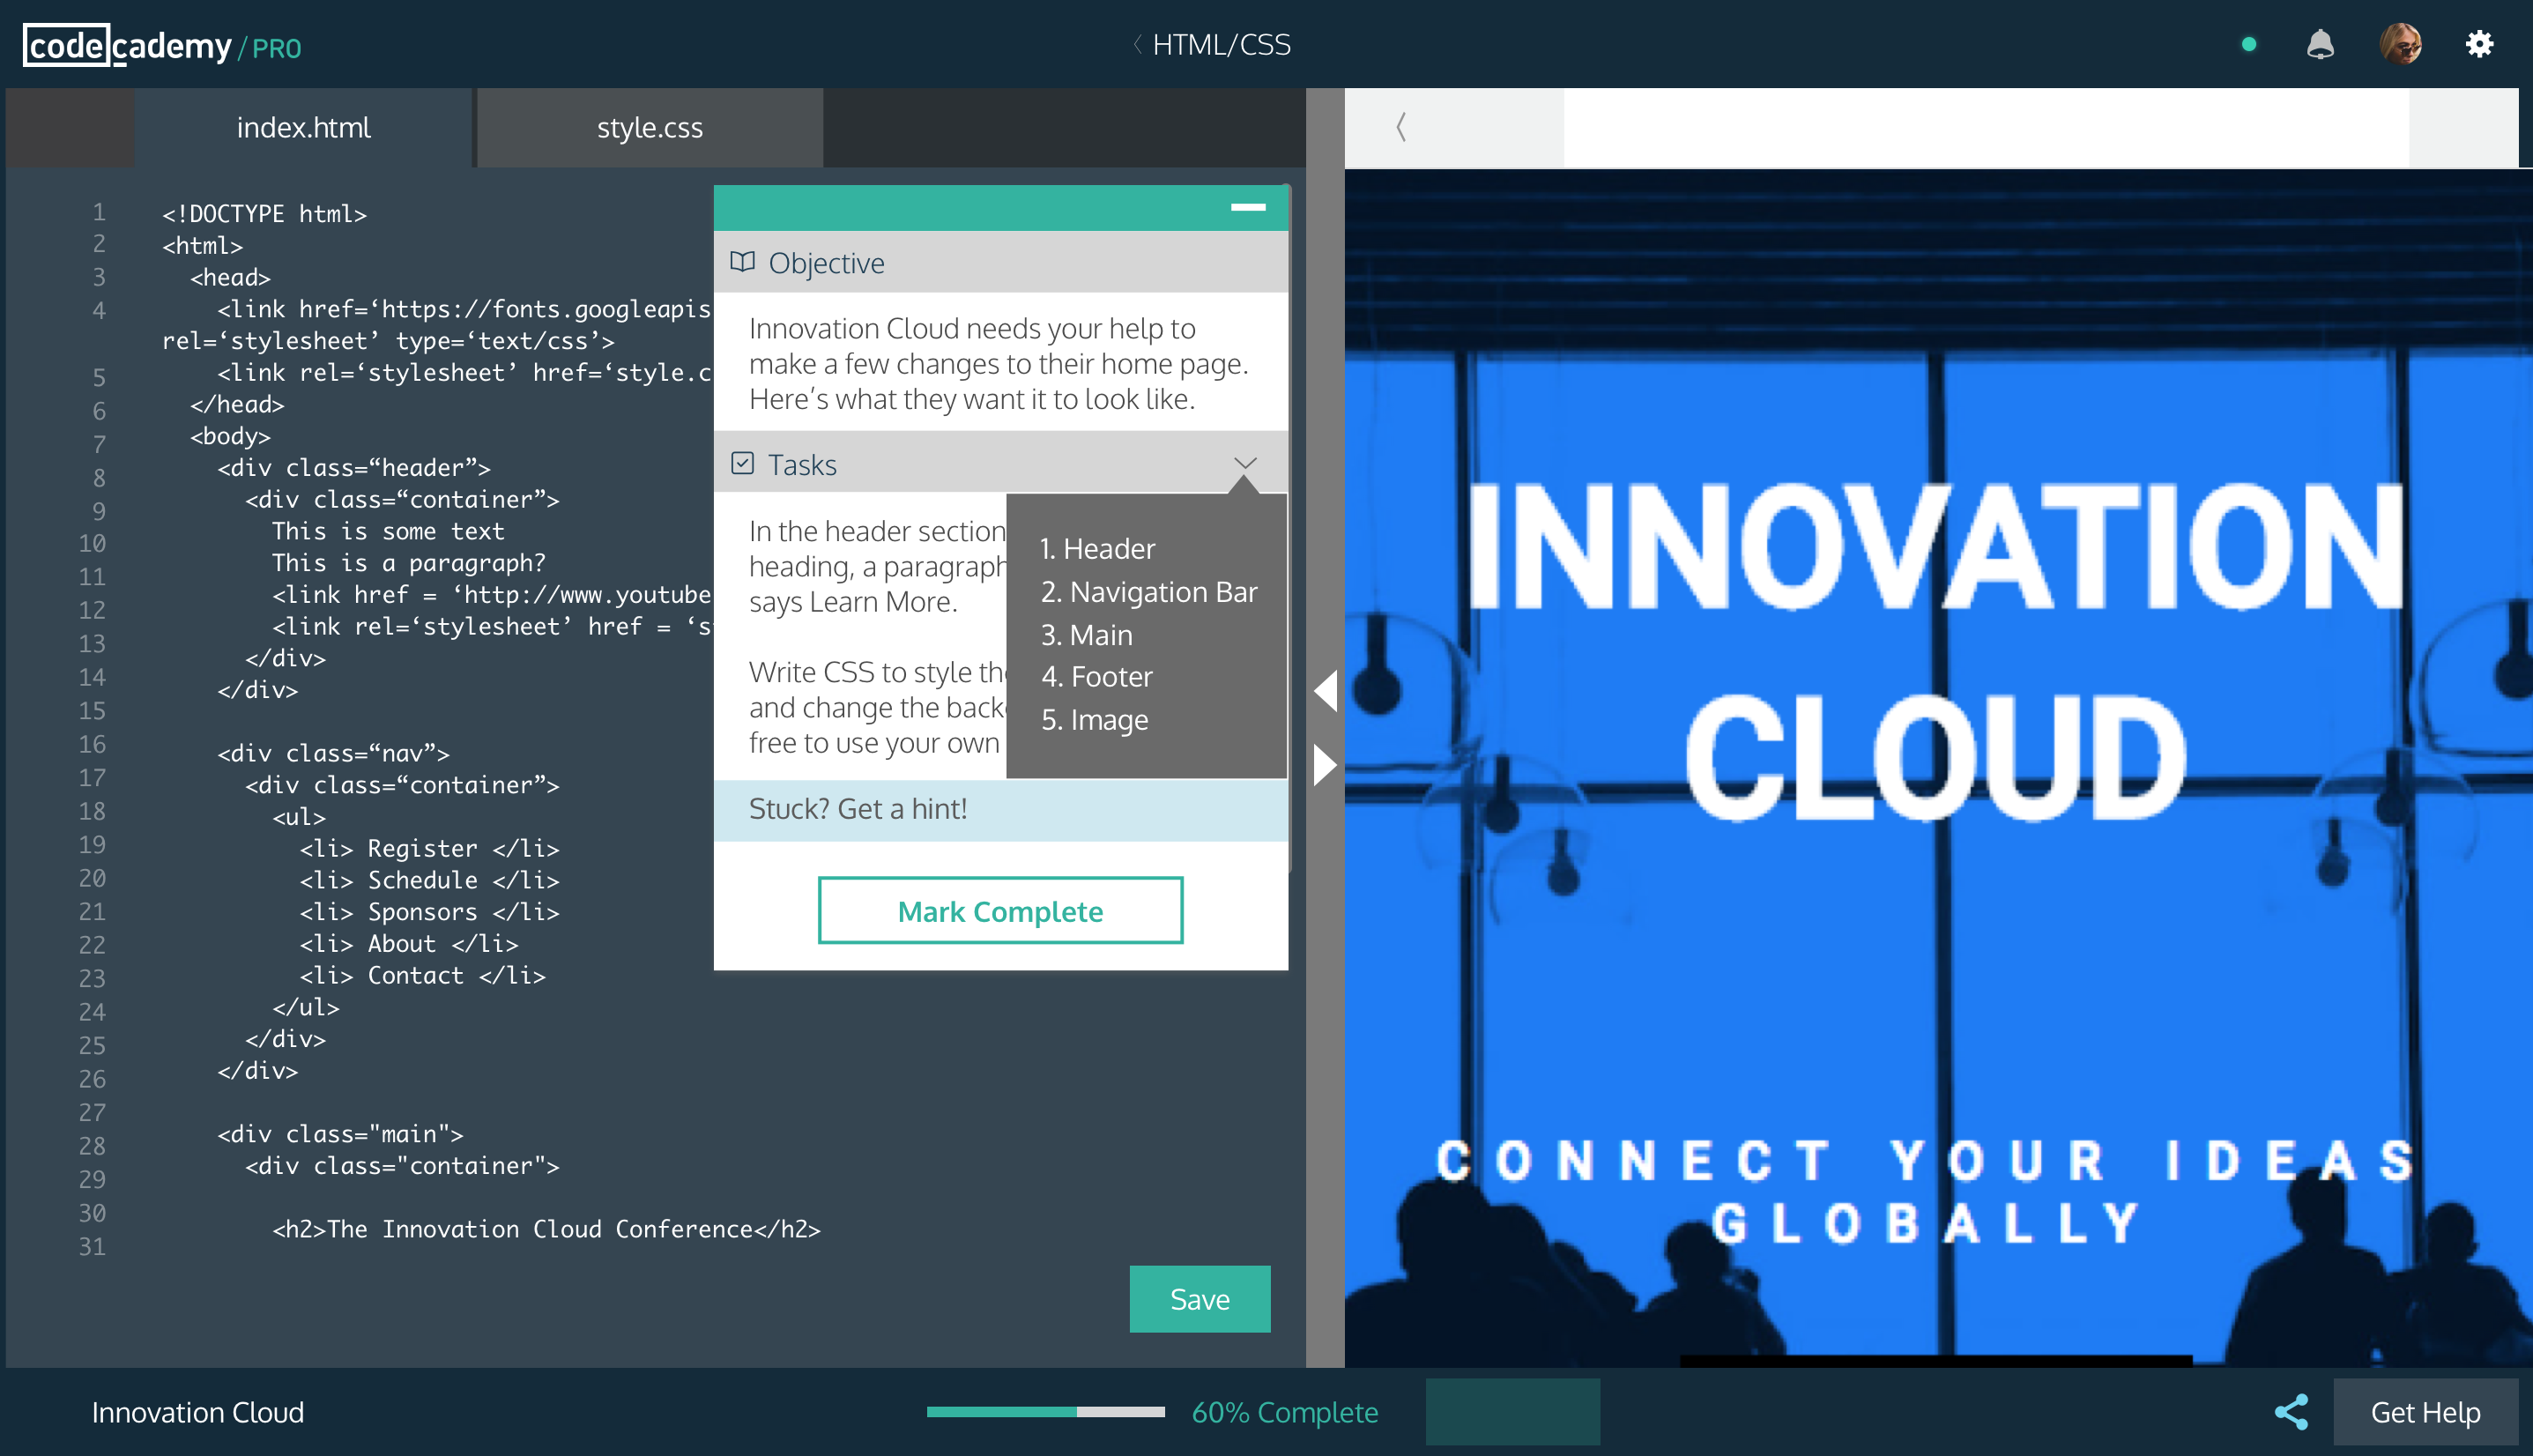 codecademy/PRO
HTML/CSS
index.html
style.css
1 <!DOCTYPE html>
2 <html>
3 <head>
4 <link href=‘https://fonts.googleapis
rel=‘stylesheet’ type=‘text/css’>
5 <link rel=‘stylesheet’ href=‘style.c
6 </head>
7 <body>
8 <div class=“header”>
9 <div class=“container”>
10 This is some text
11 This is a paragraph?
12 <link href = ‘http://www.youtube
13 <link rel=‘stylesheet’ href = ‘s
14 </div>
15 </div>
16 <div class=“nav”>
17 <div class=“container”>
18 <ul>
19 <li> Register </li>
20 <li> Schedule </li>
21 <li> Sponsors </li>
22 <li> About </li>
23 <li> Contact </li>
24 </ul>
25 </div>
26 </div>
27
28 <div class="main">
29 <div class="container">
30
31 <h2>The Innovation Cloud Conference</h2>
Objective
Innovation Cloud needs your help to
make a few changes to their home page.
Here’s what they want it to look like.
Tasks
In the header section
heading, a paragraph
says Learn More.
Write CSS to style the
and change the back
free to use your own
1. Header
2. Navigation Bar
3. Main
4. Footer
5. Image
Stuck? Get a hint!
Mark Complete
Save
INNOVATION
CLOUD
CONNECT YOUR IDEAS
GLOBALLY
Innovation Cloud
60% Complete
Get Help